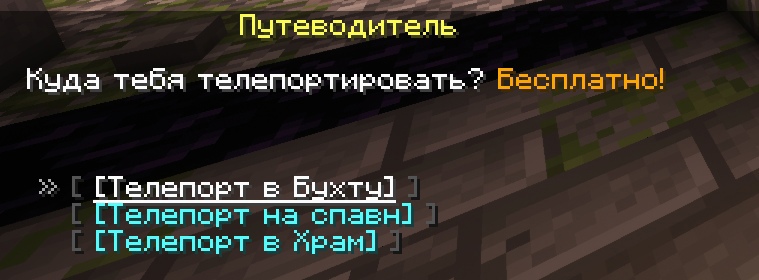 Путеводитель
Куда тебя телепортировать? Бесплатно!
» [ [Телепорт в Бухту] ]
[ [Телепорт на спавн] ]
[ [Телепорт в Храм] ]